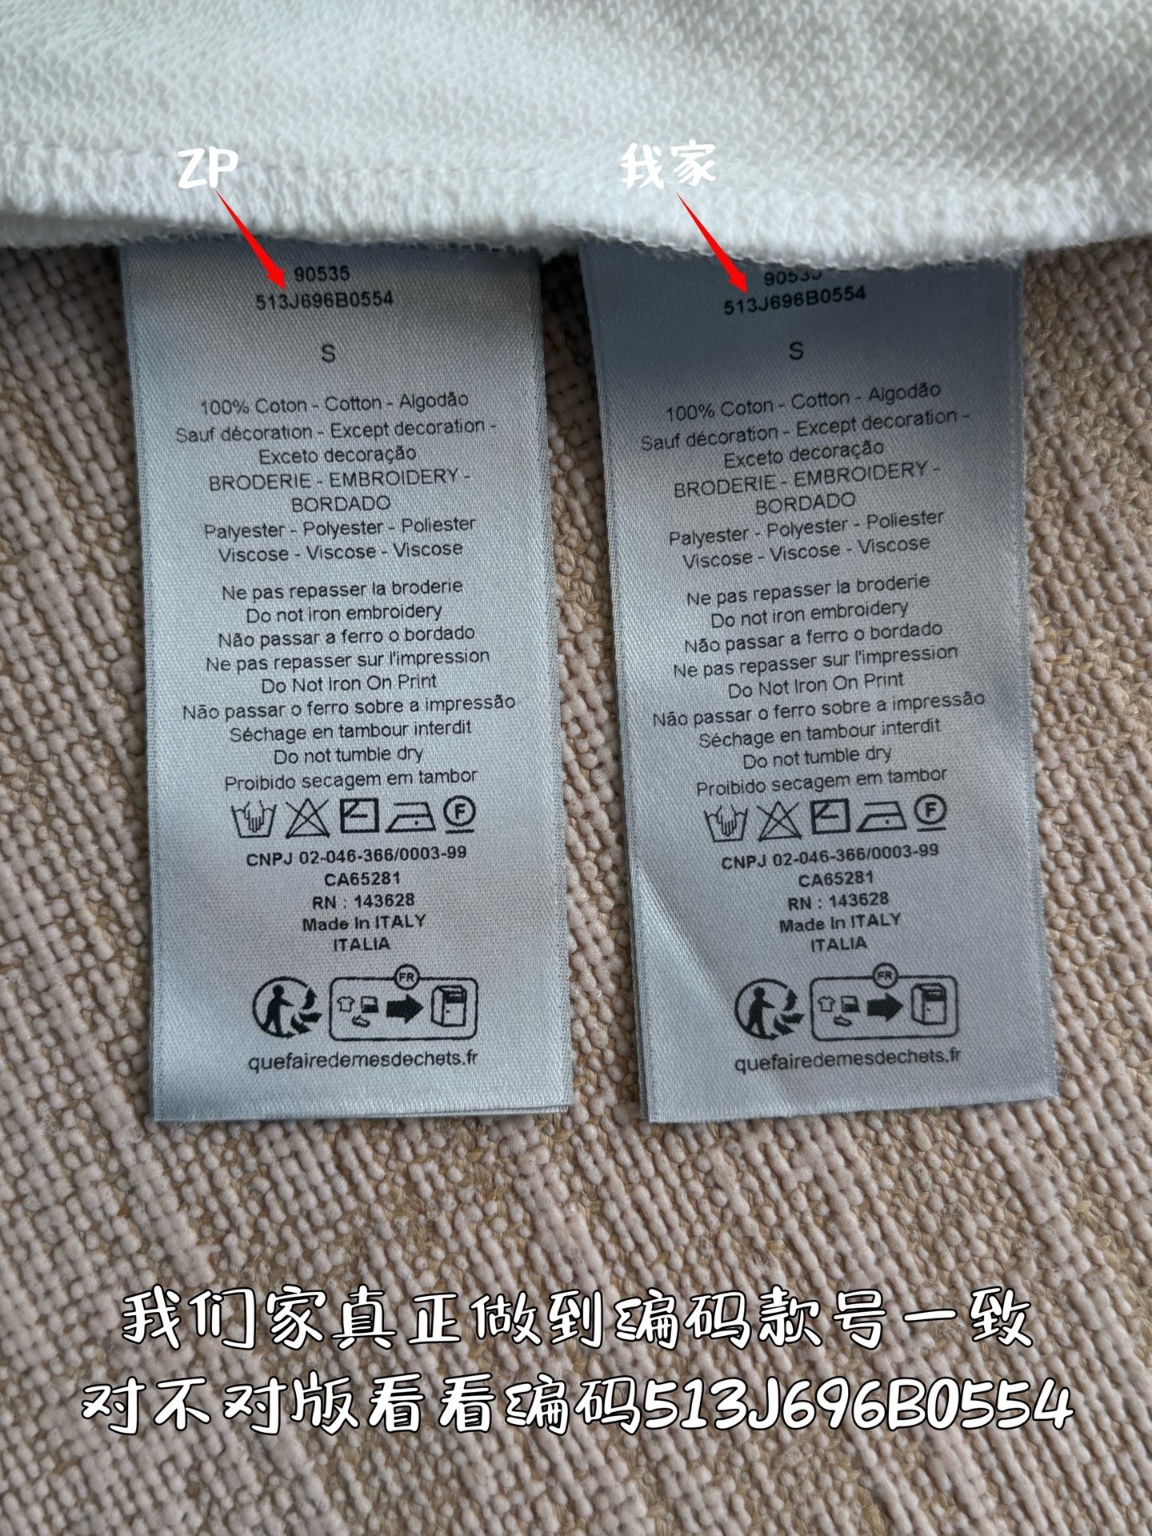 ZP
我家
90535
513J696B0554
S
100% Coton - Cotton - Algodão
Sauf décoration - Except decoration -
Exceto decoração
BRODERIE - EMBROIDERY -
BORDADO
Palyester - Polyester - Poliester
Viscose - Viscose - Viscose
Ne pas repasser la broderie
Do not iron embroidery
Não passar a ferro o bordado
Ne pas repasser sur l'impression
Do Not Iron On Print
Não passar o ferro sobre a impressão
Séchage en tambour interdit
Do not tumble dry
Proibido secagem em tambor
F
CNPJ 02-046-366/0003-99
CA65281
RN : 143628
Made In ITALY
ITALIA
FR
quefairedemesdechets.fr
90535
513J696B0554
S
100% Coton - Cotton - Algodão
Sauf décoration - Except decoration -
Exceto decoração
BRODERIE - EMBROIDERY -
BORDADO
Palyester - Polyester - Poliester
Viscose - Viscose - Viscose
Ne pas repasser la broderie
Do not iron embroidery
Não passar a ferro o bordado
Ne pas repasser sur l'impression
Do Not Iron On Print
Não passar o ferro sobre a impressão
Séchage en tambour interdit
Do not tumble dry
Proibido secagem em tambor
F
CNPJ 02-046-366/0003-99
CA65281
RN : 143628
Made In ITALY
ITALIA
FR
quefairedemesdechets.fr
我们家真正做到编码款号一致
对不对版看看编码513J696B0554